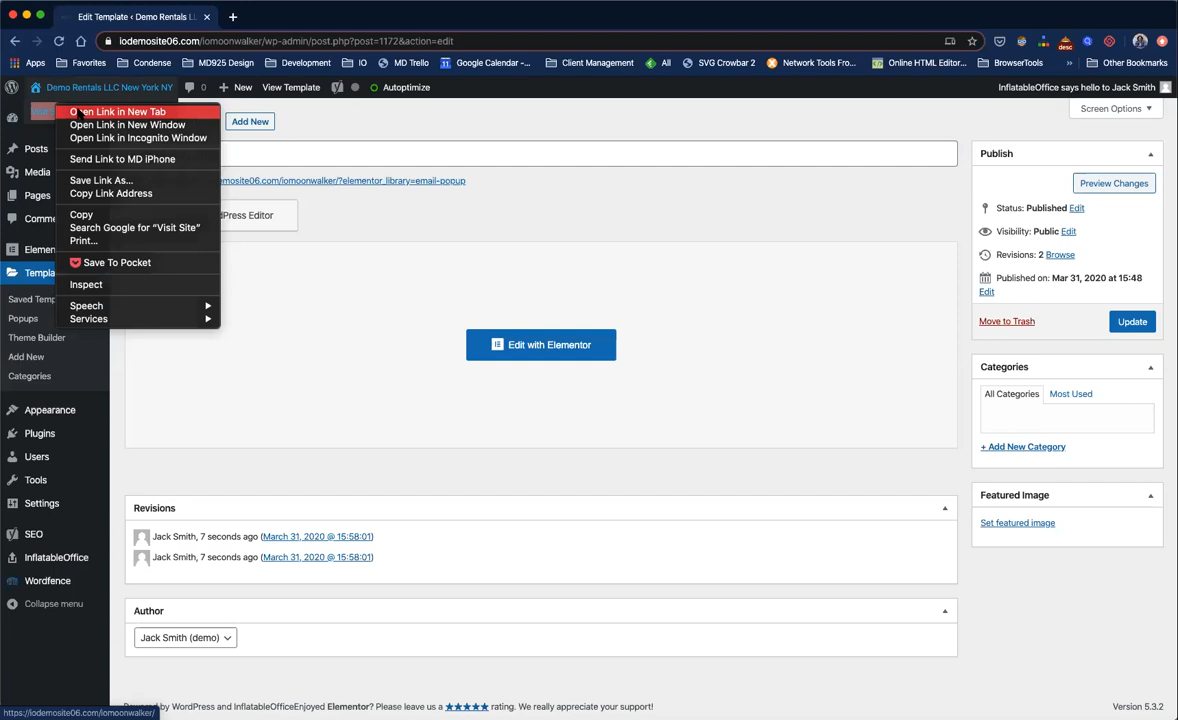 Edit Template ‹ Demo Rentals LL
iodemosite06.com/iomoonwalker/wp-admin/post.php?post=1172&action=edit
Apps Favorites Condense MD925 Design Development IO MD Trello Google Calendar -... Client Management All SVG Crowbar 2 Network Tools Fro... Online HTML Editor... BrowserTools » Other Bookmarks
Demo Rentals LLC New York NY 0 New View Template Autoptimize InflatableOffice says hello to Jack Smith
Screen Options
Open Link in New Tab
Open Link in New Window
Open Link in Incognito Window
Send Link to MD iPhone
Save Link As...
Copy Link Address
Copy
Search Google for “Visit Site”
Print...
Save To Pocket
Inspect
Speech
Services
Posts
Media
Pages
Comme
Elemen
Templa
Saved Temp
Popups
Theme Builder
Add New
Categories
Appearance
Plugins
Users
Tools
Settings
SEO
InflatableOffice
Wordfence
Collapse menu
Add New
emosite06.com/iomoonwalker/?elementor_library=email-popup
dPress Editor
Edit with Elementor
Revisions
Jack Smith, 7 seconds ago (March 31, 2020 @ 15:58:01)
Jack Smith, 7 seconds ago (March 31, 2020 @ 15:58:01)
Author
Jack Smith (demo)
Publish
Preview Changes
Status: Published Edit
Visibility: Public Edit
Revisions: 2 Browse
Published on: Mar 31, 2020 at 15:48
Edit
Move to Trash Update
Categories
All Categories Most Used
+ Add New Category
Featured Image
Set featured image
by WordPress and InflatableOfficeEnjoyed Elementor? Please leave us a ★★★★★ rating. We really appreciate your support!
Version 5.3.2
https://iodemosite06.com/iomoonwalker/